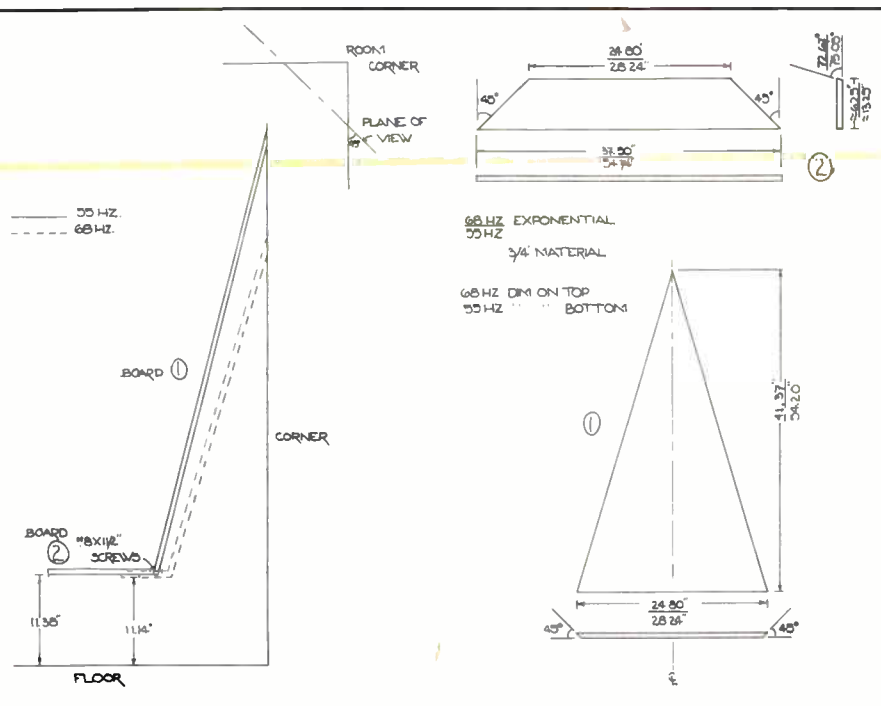 ROOM
CORNER
PLANE OF
VIEW
45°
55 HZ.
68 HZ.
BOARD ①
CORNER
BOARD
②
#8X1 1/2"
SCREWS
11.38"
11.14"
FLOOR
24.80"
28.24"
45°
45°
37.50"
②
68 HZ EXPONENTIAL
55 HZ
3/4" MATERIAL
68 HZ DIM ON TOP
55 HZ " " BOTTOM
①
41.37"
54.20"
24.80"
28.24"
45°
45°
℄